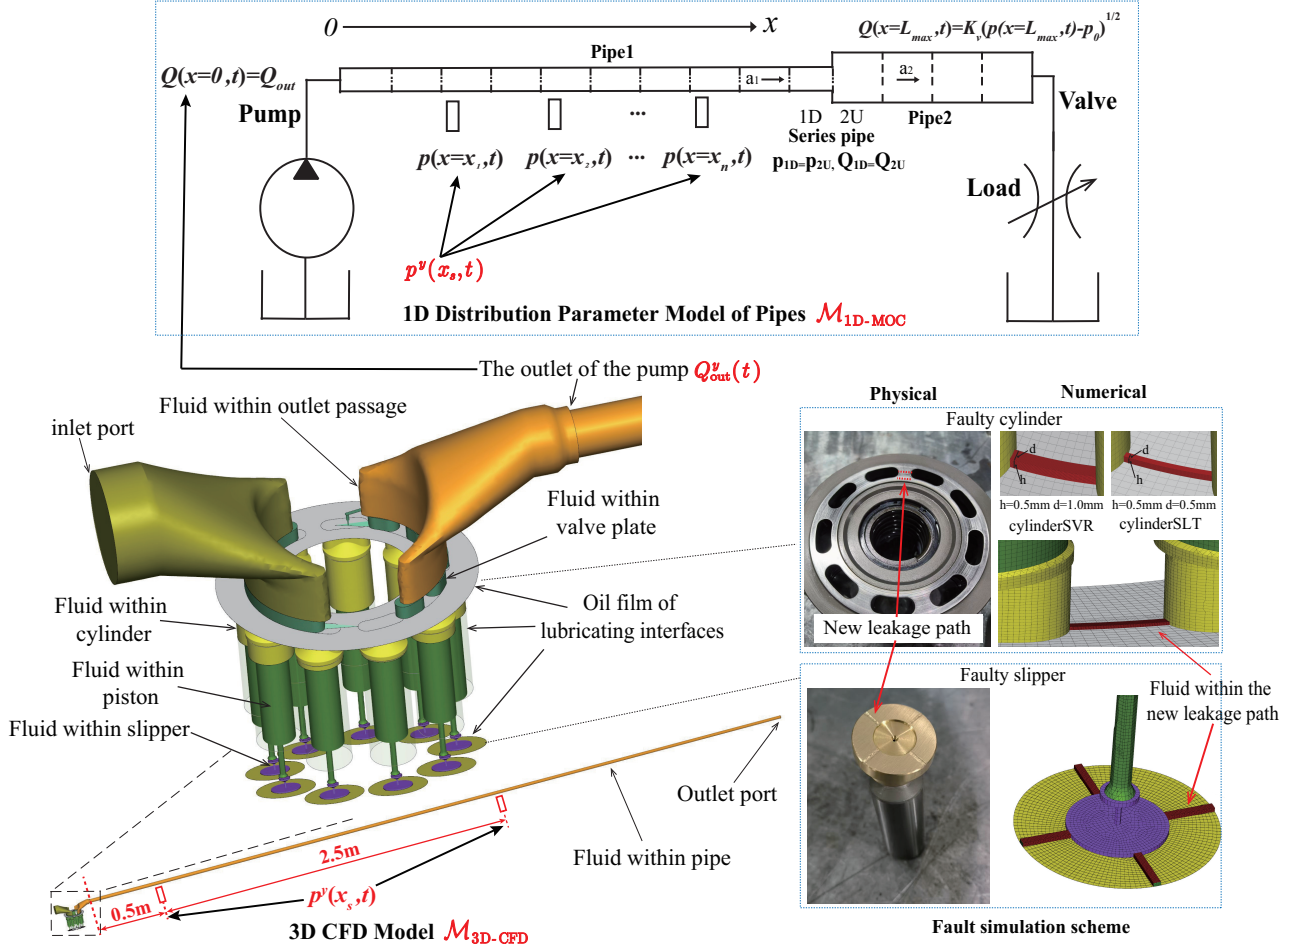 0
x
Q(x=L_max,t)=K_v(p(x=L_max,t)-p_0)^1/2
Pipe1
Q(x=0,t)=Q_out
a_1
a_2
Pump
Valve
1D 2U
Pipe2
Series pipe
...
p(x=x_1,t) p(x=x_2,t) ... p(x=x_n,t)
p_1D=p_2U, Q_1D=Q_2U
Load
p^v(x_s,t)
1D Distribution Parameter Model of Pipes M_1D-MOC
The outlet of the pump Q^v_out(t)
Fluid within outlet passage
inlet port
Fluid within
valve plate
Fluid within
cylinder
Oil film of
lubricating interfaces
Fluid within
piston
Fluid within slipper
Outlet port
2.5m
Fluid within pipe
0.5m
p^v(x_s,t)
3D CFD Model M_3D-CFD
Physical
Numerical
Faulty cylinder
d
h
d
h
h=0.5mm d=1.0mm
cylinderSVR
h=0.5mm d=0.5mm
cylinderSLT
New leakage path
Faulty slipper
Fluid within the
new leakage path
Fault simulation scheme